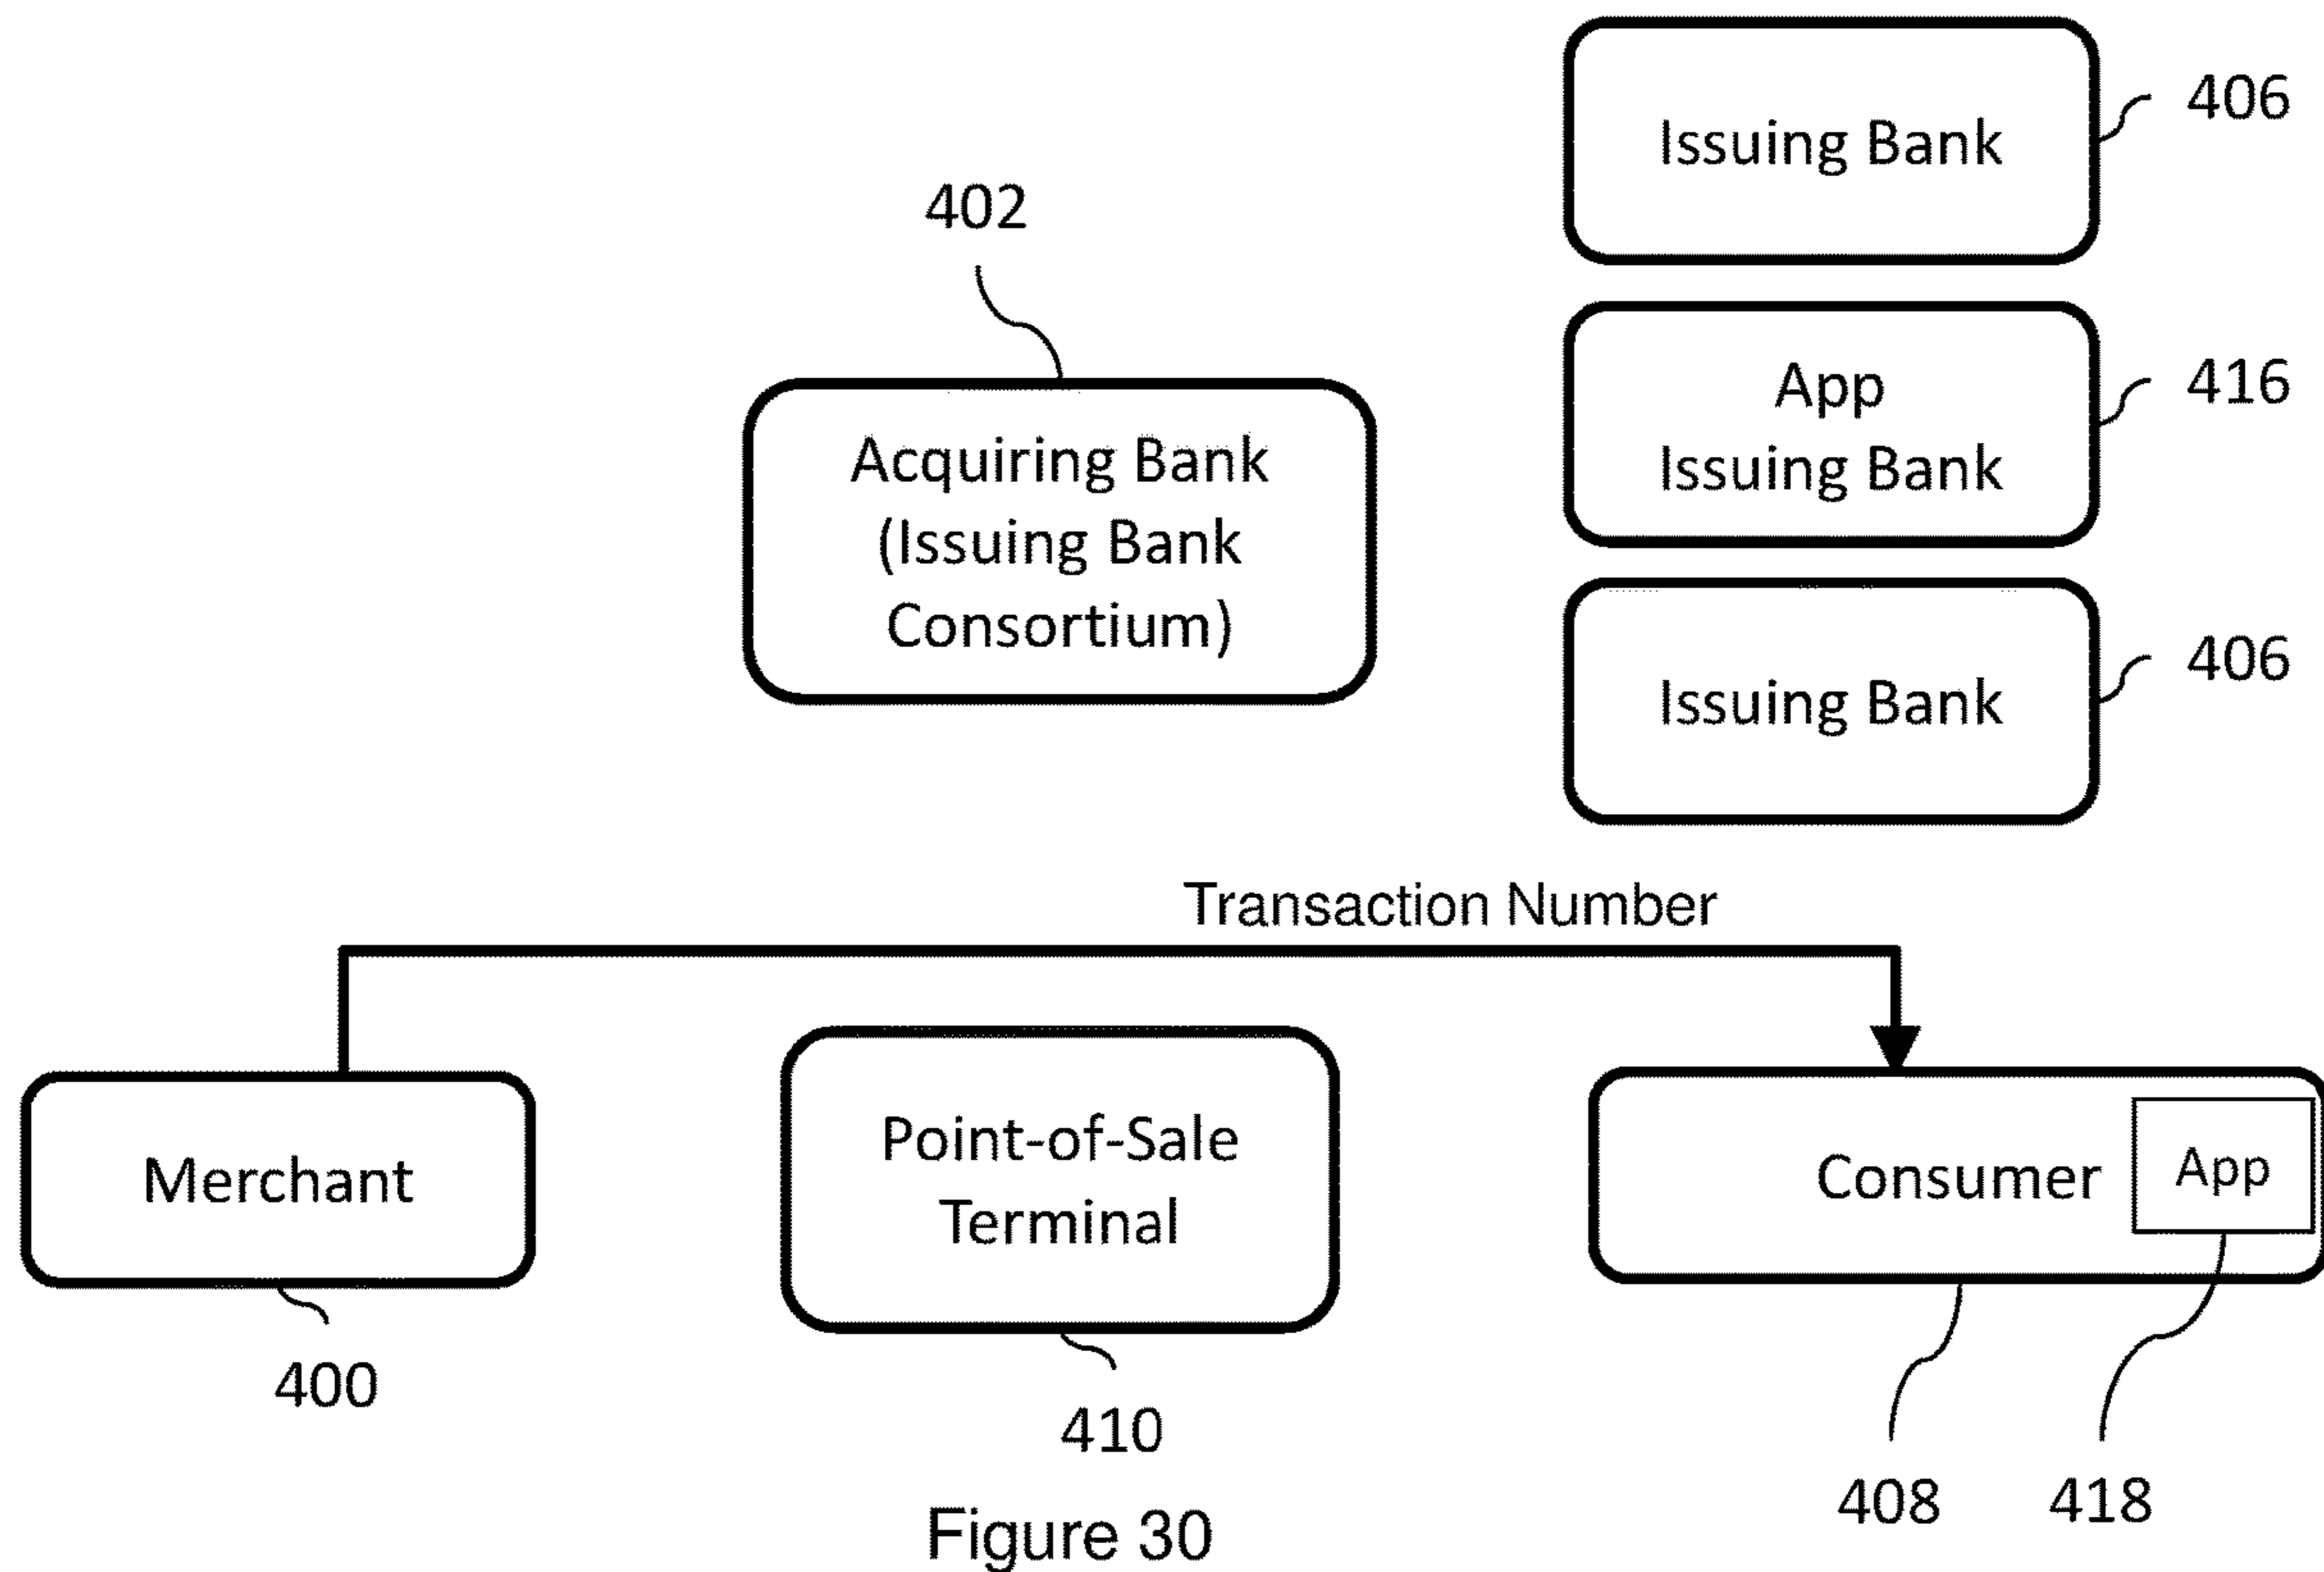 406
Issuing Bank
402
App
Issuing Bank
416
Acquiring Bank
(Issuing Bank
Consortium)
406
Issuing Bank
Transaction Number
Merchant
Point-of-Sale
Terminal
Consumer
App
400
410
408
418
Figure 30